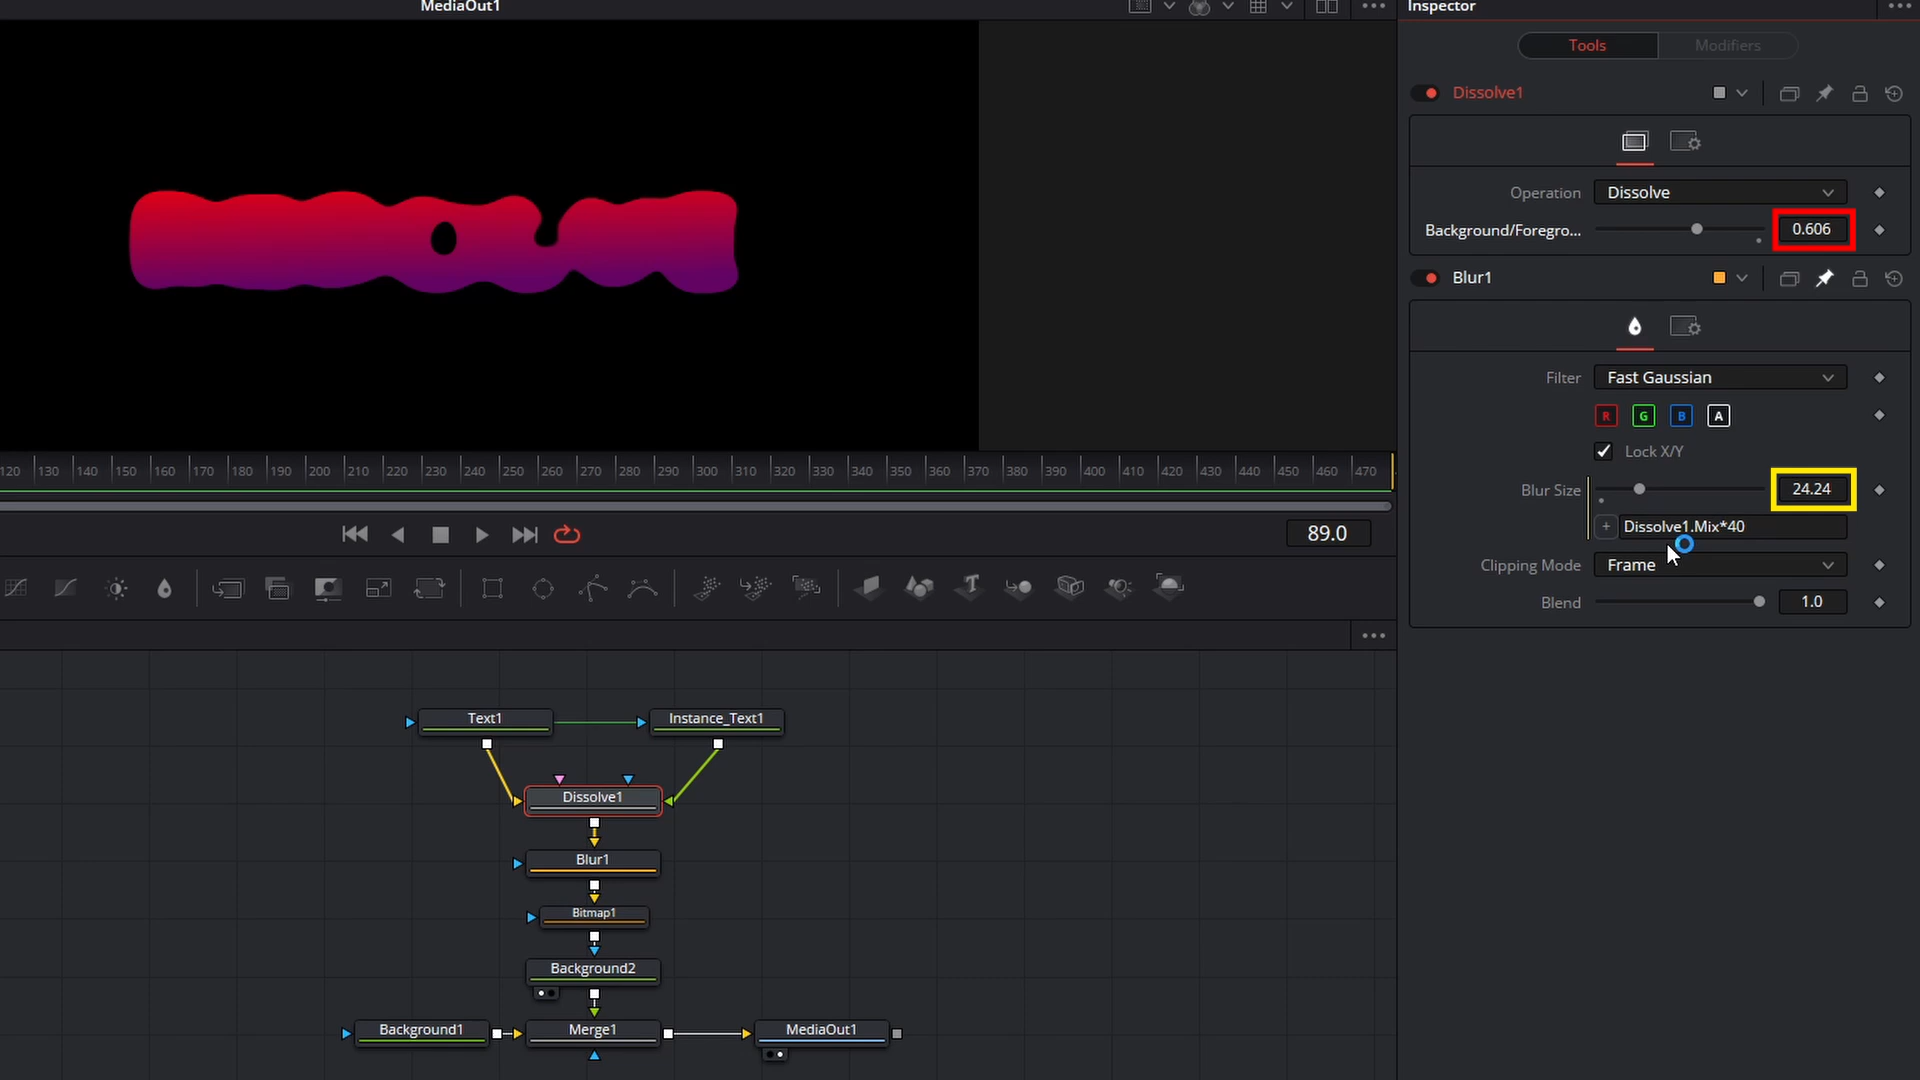 MediaOut1
Inspector
Tools
Modifiers
Dissolve1
Operation
Dissolve
Background/Foregro...
0.606
Blur1
Filter
Fast Gaussian
R
G
B
A
Lock X/Y
Blur Size
24.24
+
Dissolve1.Mix*40
Clipping Mode
Frame
Blend
1.0
120 130 140 150 160 170 180 190 200 210 220 230 240 250 260 270 280 290 300 310 320 330 340 350 360 370 380 390 400 410 420 430 440 450 460 470
89.0
Text1
Instance_Text1
Dissolve1
Blur1
Bitmap1
Background2
Background1
Merge1
MediaOut1